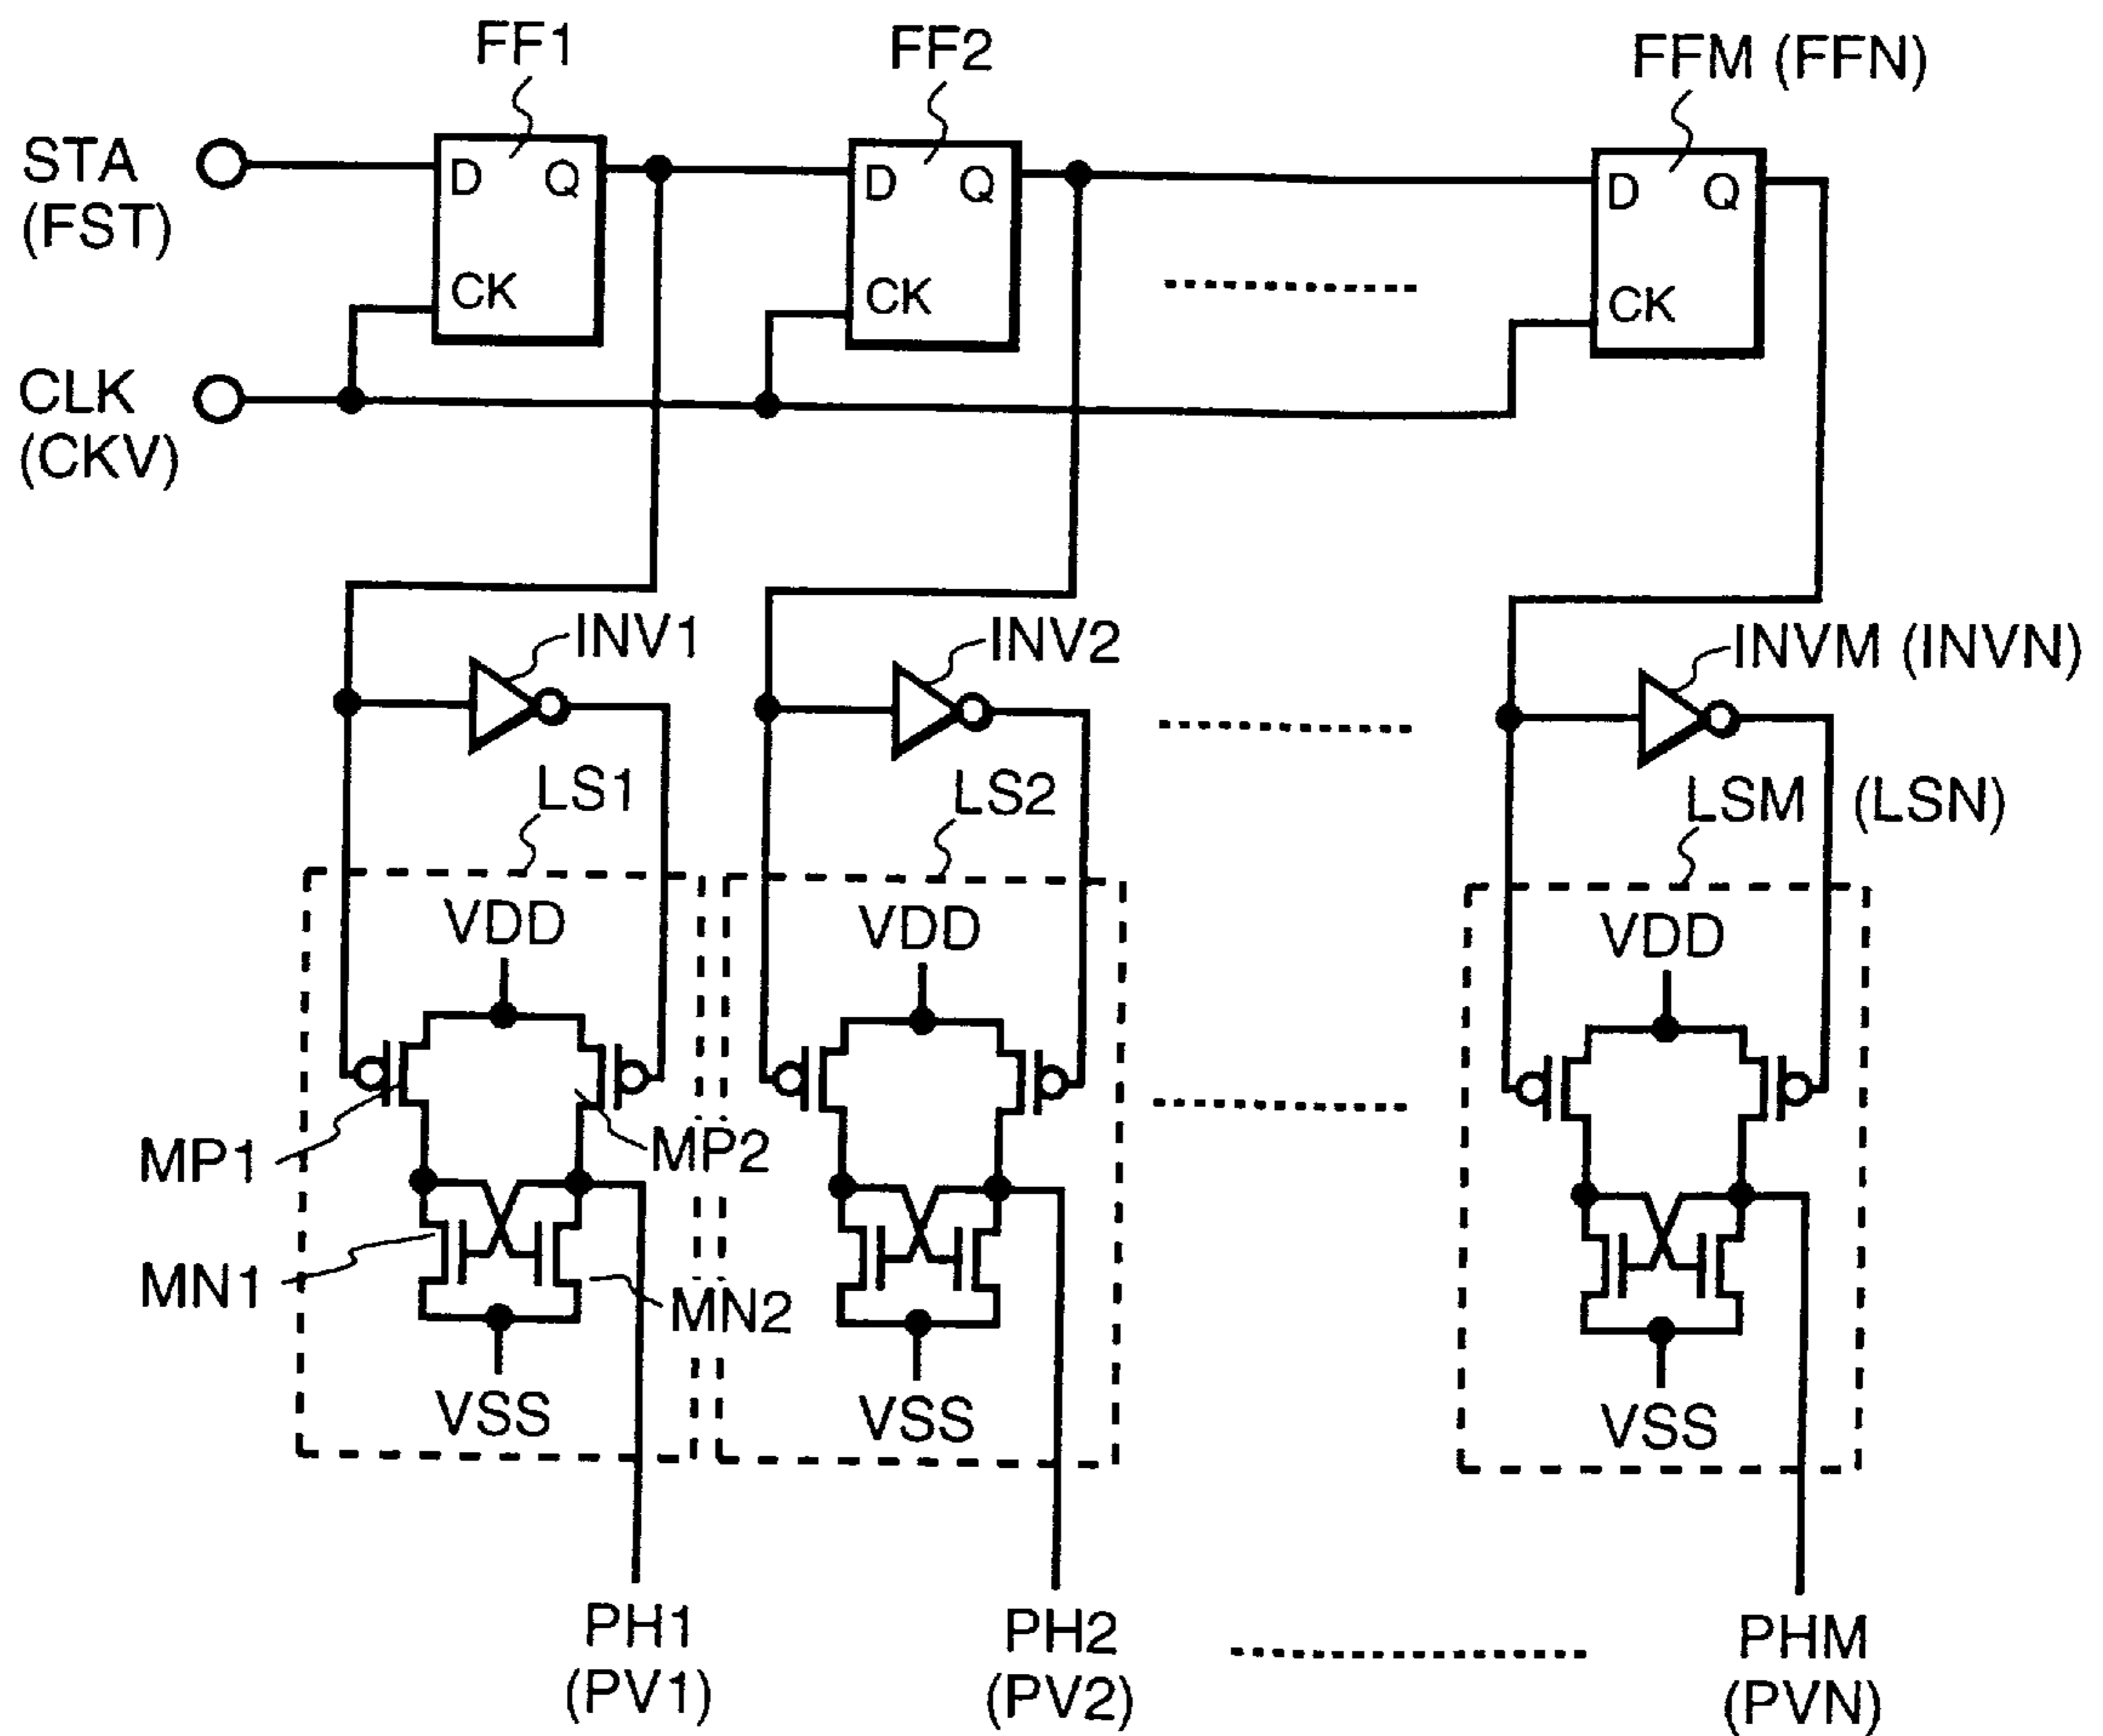 FF1
FF2
FFM (FFN)
STA
(FST)
D Q
CK
D Q
CK
D Q
CK
CLK
(CKV)
INV1
INV2
INVM (INVN)
LS1
LS2
LSM (LSN)
VDD
VDD
VDD
MP1
MP2
MN1
MN2
VSS
VSS
VSS
PH1
(PV1)
PH2
(PV2)
PHM
(PVN)